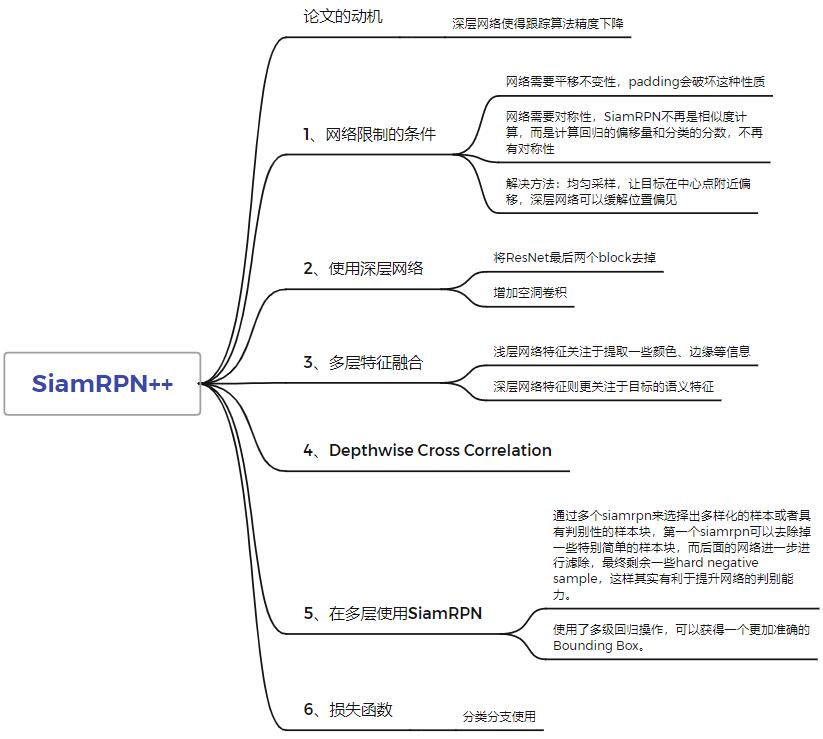 论文的动机
深层网络使得跟踪算法精度下降
网络需要平移不变性，padding会破坏这种性质
1、网络限制的条件
网络需要对称性，SiamRPN不再是相似度计
算，而是计算回归的偏移量和分类的分数，不再
有对称性
解决方法：均匀采样，让目标在中心点附近偏
移，深层网络可以缓解位置偏见
2、使用深层网络
将ResNet最后两个block去掉
增加空洞卷积
3、多层特征融合
浅层网络特征关注于提取一些颜色、边缘等信息
深层网络特征则更关注于目标的语义特征
SiamRPN++
4、Depthwise Cross Correlation
通过多个siamrpn来选择出多样化的样本或者具
有判别性的样本块，第一个siamrpn可以去除掉
一些特别简单的样本块，而后面的网络进一步进
行滤除，最终剩余一些hard negative
sample，这样其实有利于提升网络的判别能
力。
5、在多层使用SiamRPN
使用了多级回归操作，可以获得一个更加准确的
Bounding Box。
6、损失函数
分类分支使用